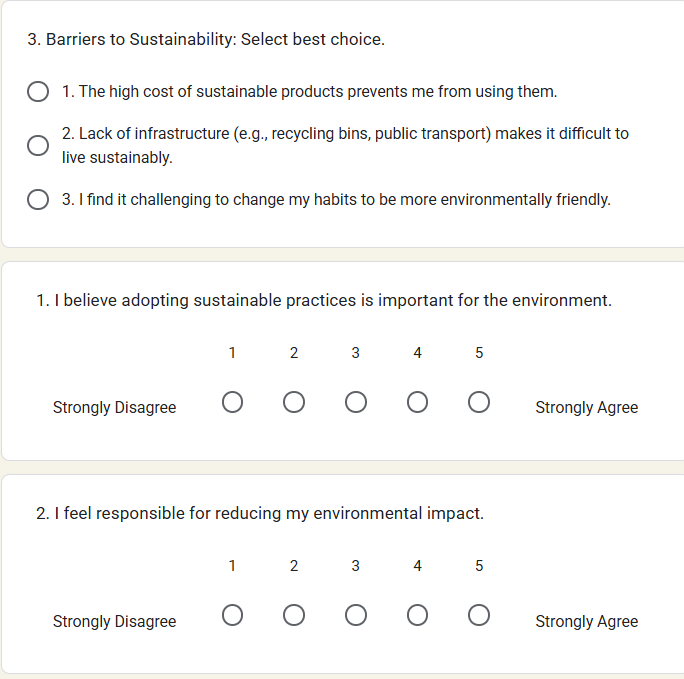 3. Barriers to Sustainability: Select best choice.
1. The high cost of sustainable products prevents me from using them.
2. Lack of infrastructure (e.g., recycling bins, public transport) makes it difficult to
live sustainably.
3. I find it challenging to change my habits to be more environmentally friendly.
1. I believe adopting sustainable practices is important for the environment.
1 2 3 4 5
Strongly Disagree Strongly Agree
2. I feel responsible for reducing my environmental impact.
1 2 3 4 5
Strongly Disagree Strongly Agree